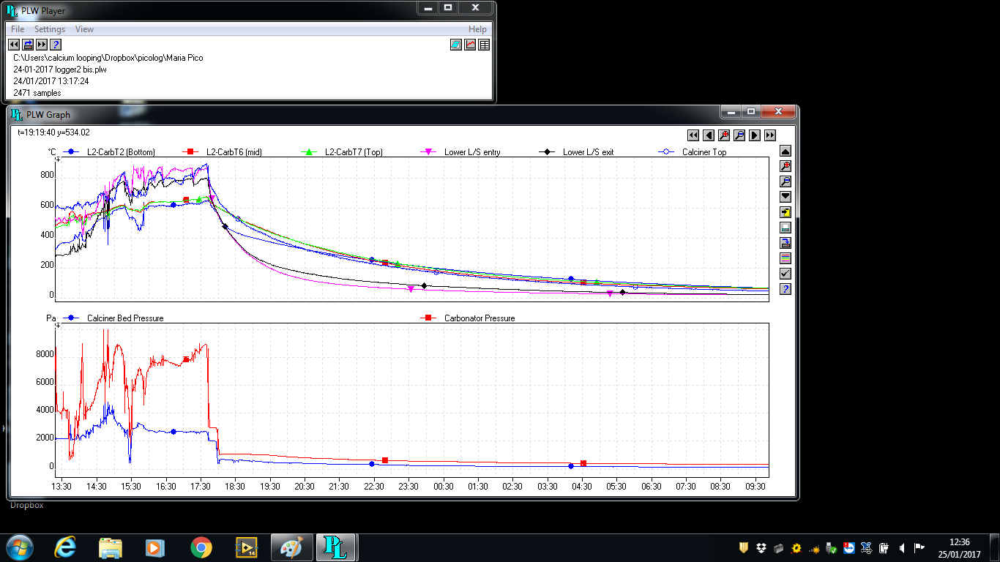 PLW Player
File Settings View Help
C:\Users\calcium looping\Dropbox\picolog\Maria Pico
24-01-2017 logger2 bis.plw
24/01/2017 13:17:24
2471 samples
PLW Graph
t=19:19:40 y=534.02
°C L2-CarbT2 (Bottom) L2-CarbT6 (mid) L2-CarbT7 (Top) Lower L/S entry Lower L/S exit Calciner Top
800
600
400
200
0
Pa Calciner Bed Pressure Carbonator Pressure
8000
6000
4000
2000
0
13:30 14:30 15:30 16:30 17:30 18:30 19:30 20:30 21:30 22:30 23:30 00:30 01:30 02:30 03:30 04:30 05:30 06:30 07:30 08:30 09:30
Dropbox
12:36
25/01/2017